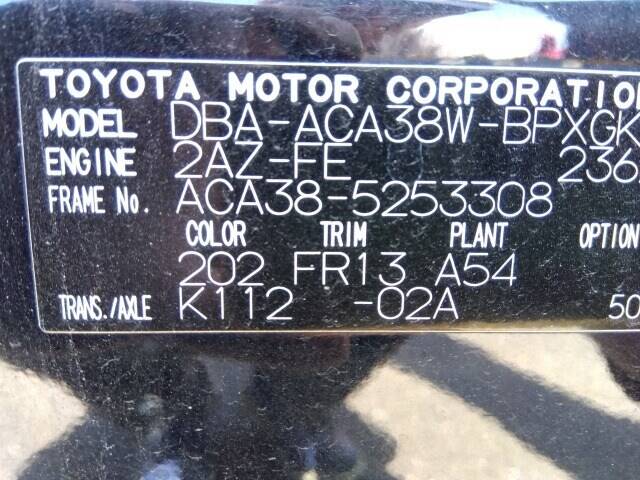 TOYOTA MOTOR CORPORATION
MODEL DBA-ACA38W-BPXGK
ENGINE 2AZ-FE 236
FRAME No. ACA38-5253308
COLOR TRIM PLANT OPTION
202 FR13 A54
TRANS./AXLE K112 -02A 50